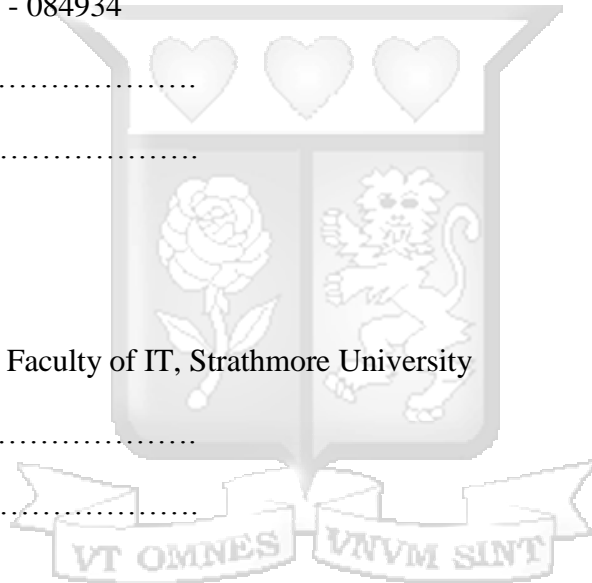 - 084934
………………….
………………….
Faculty of IT, Strathmore University
………………….
………………….
VT OMNES VNVM SINT